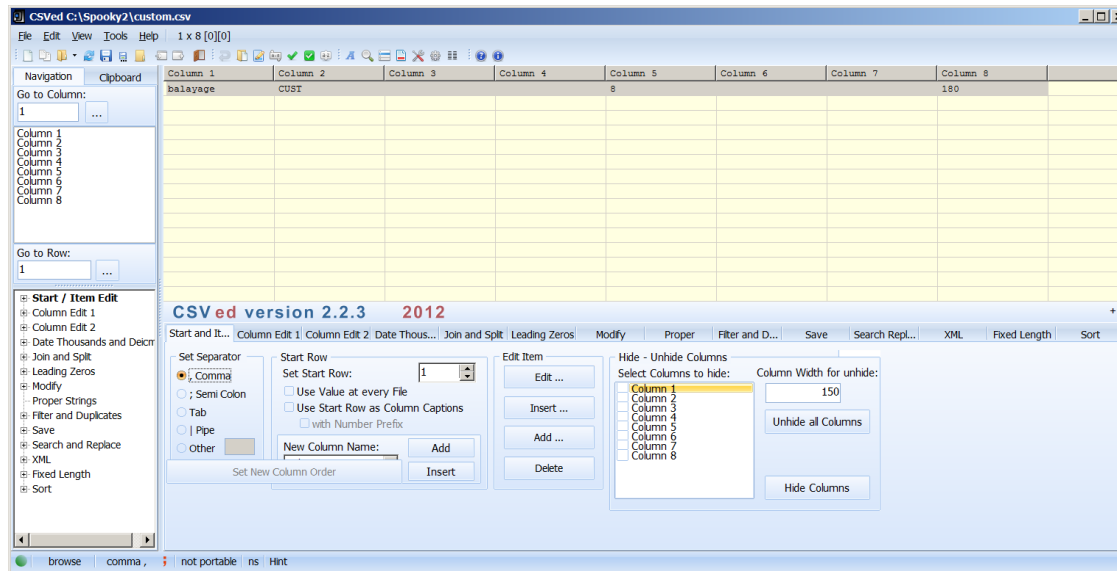 CSVed C:\Spooky2\custom.csv
File Edit View Tools Help 1 x 8 [0][0]
Navigation Clipboard
Go to Column:
1 ...
Column 1
Column 2
Column 3
Column 4
Column 5
Column 6
Column 7
Column 8
Go to Row:
1 ...
Start / Item Edit
Column Edit 1
Column Edit 2
Date Thousands and Deicm
Join and Split
Leading Zeros
Modify
Proper Strings
Filter and Duplicates
Save
Search and Replace
XML
Fixed Length
Sort
Column 1 Column 2 Column 3 Column 4 Column 5 Column 6 Column 7 Column 8
balayage CUST 8 180
CSVed version 2.2.3 2012
Start and It... Column Edit 1 Column Edit 2 Date Thous... Join and Split Leading Zeros Modify Proper Filter and D... Save Search Repl... XML Fixed Length Sort
Set Separator
, Comma
; Semi Colon
Tab
| Pipe
Other
Set New Column Order
Start Row
Set Start Row: 1
Use Value at every File
Use Start Row as Column Captions
with Number Prefix
New Column Name: Add
Insert
Edit Item
Edit ...
Insert ...
Add ...
Delete
Hide - Unhide Columns
Select Columns to hide:
Column 1
Column 2
Column 3
Column 4
Column 5
Column 6
Column 7
Column 8
Column Width for unhide:
150
Unhide all Columns
Hide Columns
browse comma , ; not portable ns Hint